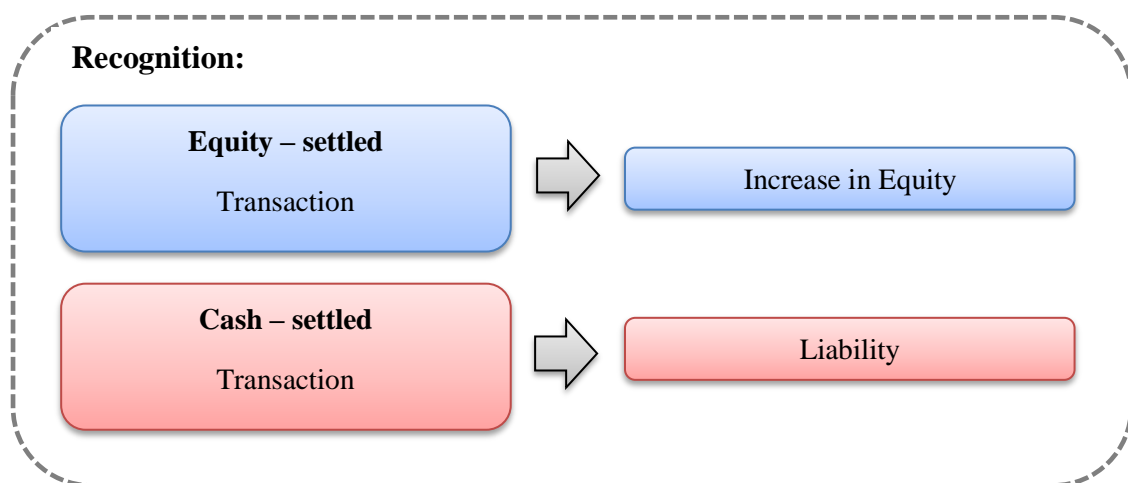 Recognition:
Equity – settled
Transaction
Increase in Equity
Cash – settled
Transaction
Liability